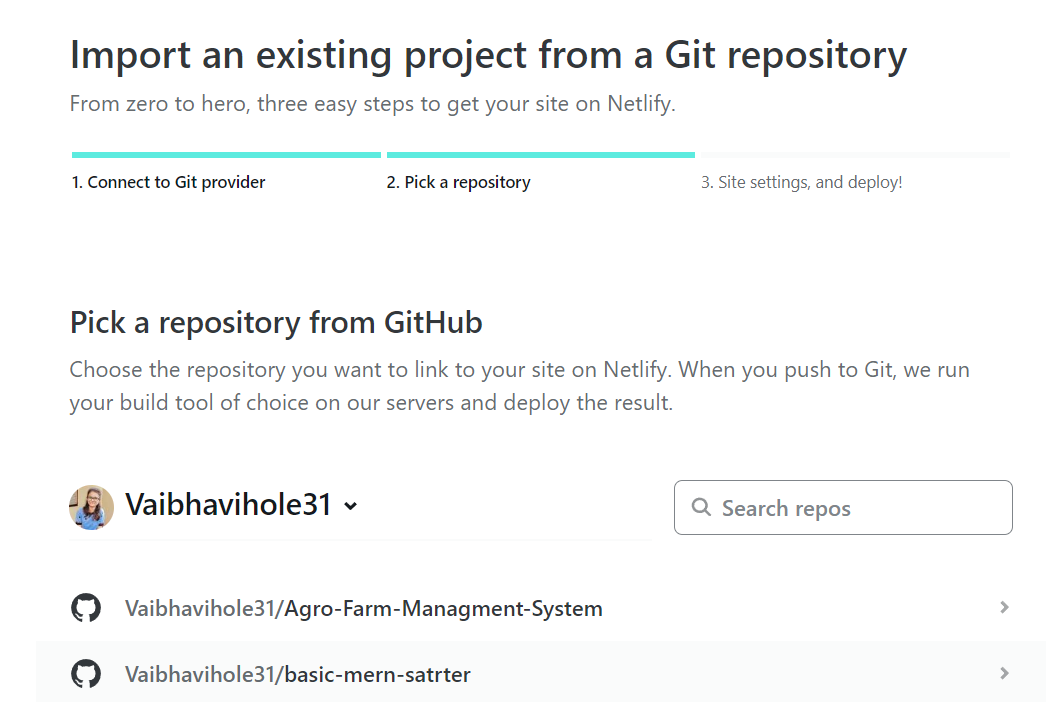 Import an existing project from a Git repository
From zero to hero, three easy steps to get your site on Netlify.
1. Connect to Git provider
2. Pick a repository
3. Site settings, and deploy!
Pick a repository from GitHub
Choose the repository you want to link to your site on Netlify. When you push to Git, we run
your build tool of choice on our servers and deploy the result.
Vaibhavihole31
Search repos
Vaibhavihole31/Agro-Farm-Managment-System
Vaibhavihole31/basic-mern-satrter